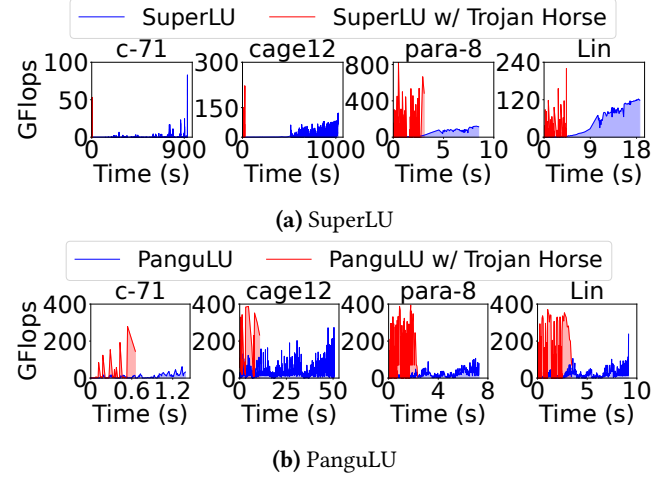 SuperLU SuperLU w/ Trojan Horse
c-71 cage12 para-8 Lin
GFlops
100 50 0
300 150 0
800 400 0
240 120 0
0 900
0 1000
0 5 10
0 9 18
Time (s) Time (s) Time (s) Time (s)
(a) SuperLU
PanguLU PanguLU w/ Trojan Horse
c-71 cage12 para-8 Lin
GFlops
400 200 0
400 200 0
400 200 0
400 200 0
0 0.6 1.2
0 25 50
0 4 8
0 5 10
Time (s) Time (s) Time (s) Time (s)
(b) PanguLU